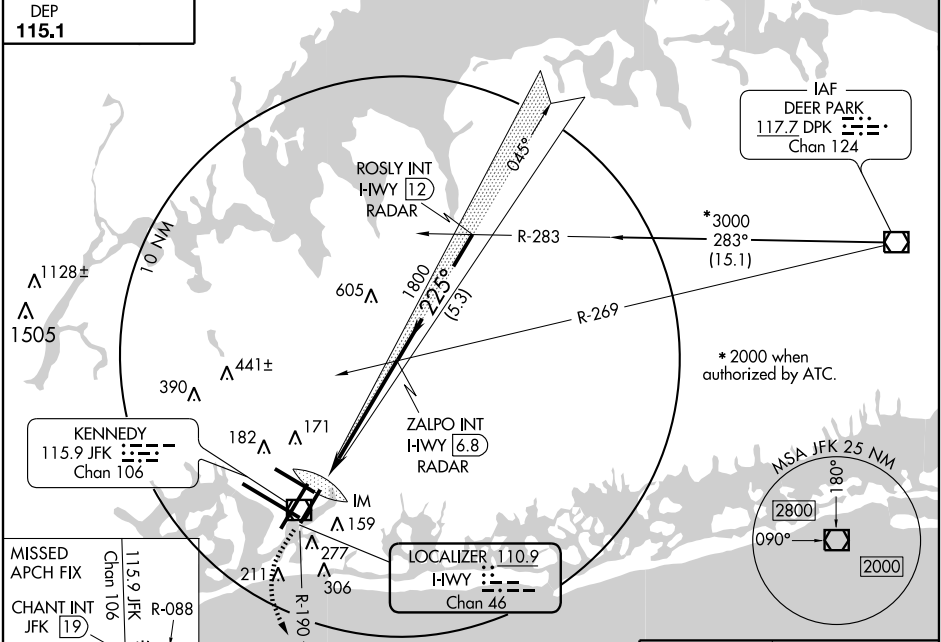 DEP
115.1
IAF
DEER PARK
117.7 DPK
Chan 124
ROSLY INT
I-HWY 12
RADAR
045°
10 NM
*3000
283°
(15.1)
R-283
1128±
1505
605
1800
225°
(5.3)
R-269
* 2000 when
authorized by ATC.
441±
390
ZALPO INT
I-IWY 6.8
RADAR
KENNEDY
115.9 JFK
Chan 106
182
171
MSA JFK 25 NM
180°
2800
090°
2000
IM
159
277
211
306
LOCALIZER 110.9
I-IWY
Chan 46
R-190
MISSED
APCH FIX
CHANT INT
JFK 19
115.9 JFK
Chan 106
R-088